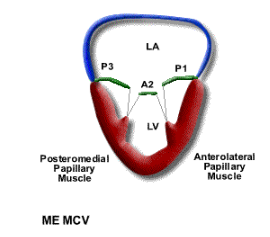 LA
P3
A2
P1
LV
Posteromedial
Papillary
Muscle
Anterolateral
Papillary
Muscle
ME MCV